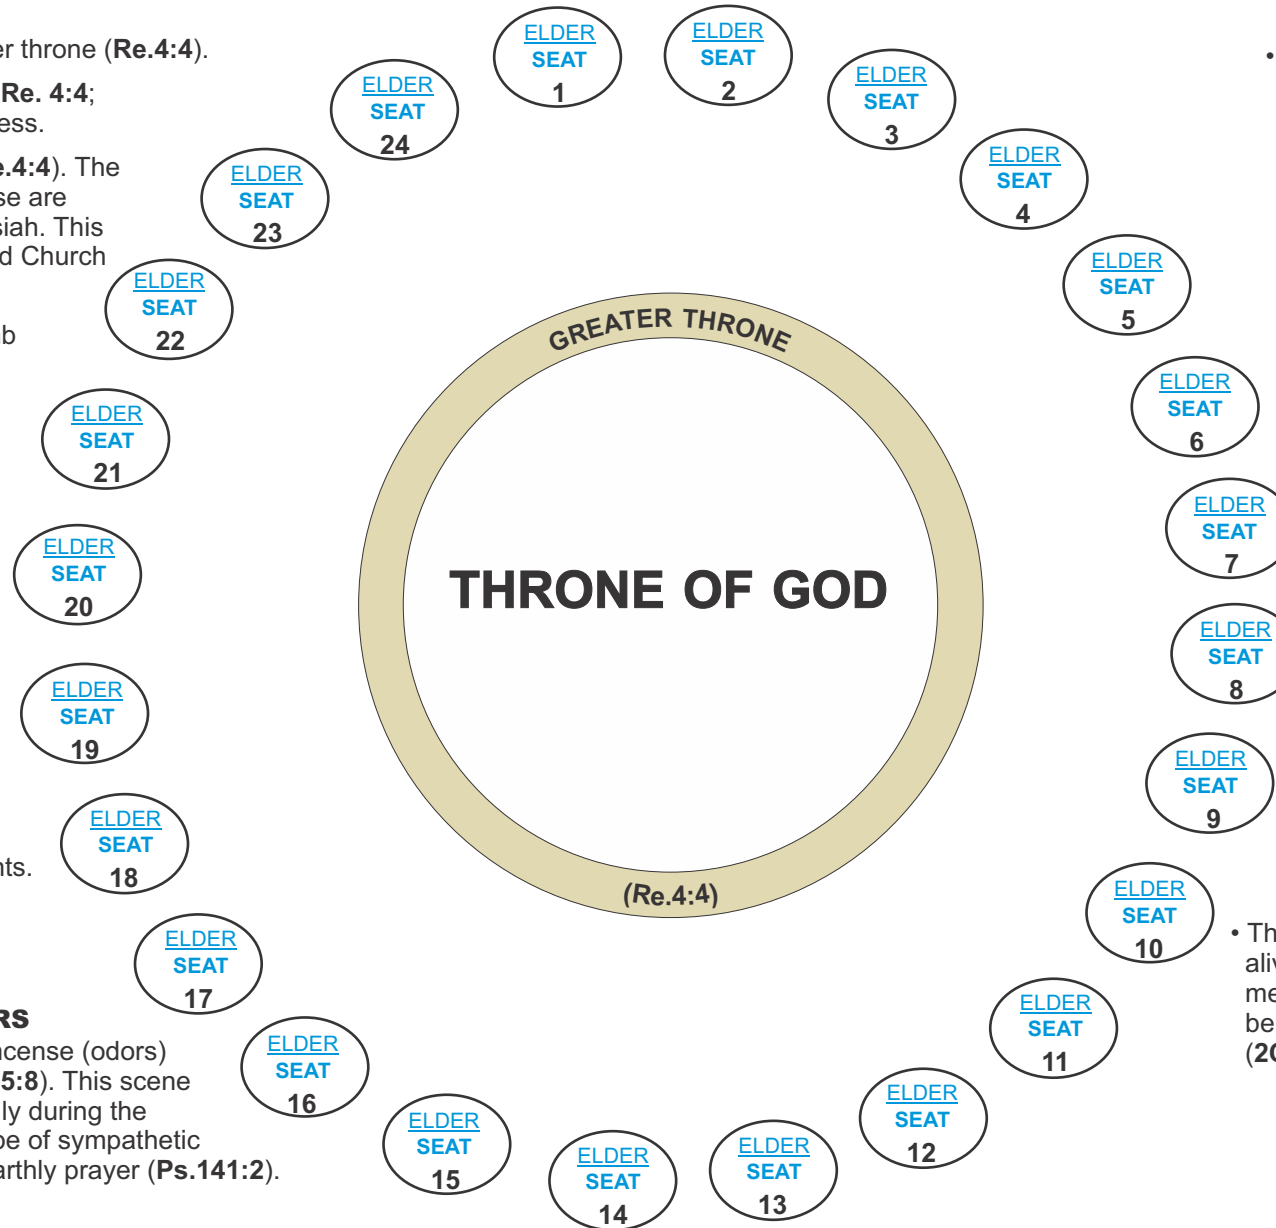 er throne (Re.4:4).
Re. 4:4;
ess.
e.4:4). The
se are
siah. This
d Church
b
nts.
RS
ncense (odors)
5:8). This scene
ly during the
pe of sympathetic
arthly prayer (Ps.141:2).
ELDER
SEAT
1
ELDER
SEAT
2
ELDER
SEAT
3
ELDER
SEAT
4
ELDER
SEAT
5
ELDER
SEAT
6
ELDER
SEAT
7
ELDER
SEAT
8
ELDER
SEAT
9
ELDER
SEAT
10
ELDER
SEAT
11
ELDER
SEAT
12
ELDER
SEAT
13
ELDER
SEAT
14
ELDER
SEAT
15
ELDER
SEAT
16
ELDER
SEAT
17
ELDER
SEAT
18
ELDER
SEAT
19
ELDER
SEAT
20
ELDER
SEAT
21
ELDER
SEAT
22
ELDER
SEAT
23
ELDER
SEAT
24
GREATER THRONE
THRONE OF GOD
(Re.4:4)
•
• Th
aliv
me
be
(2C